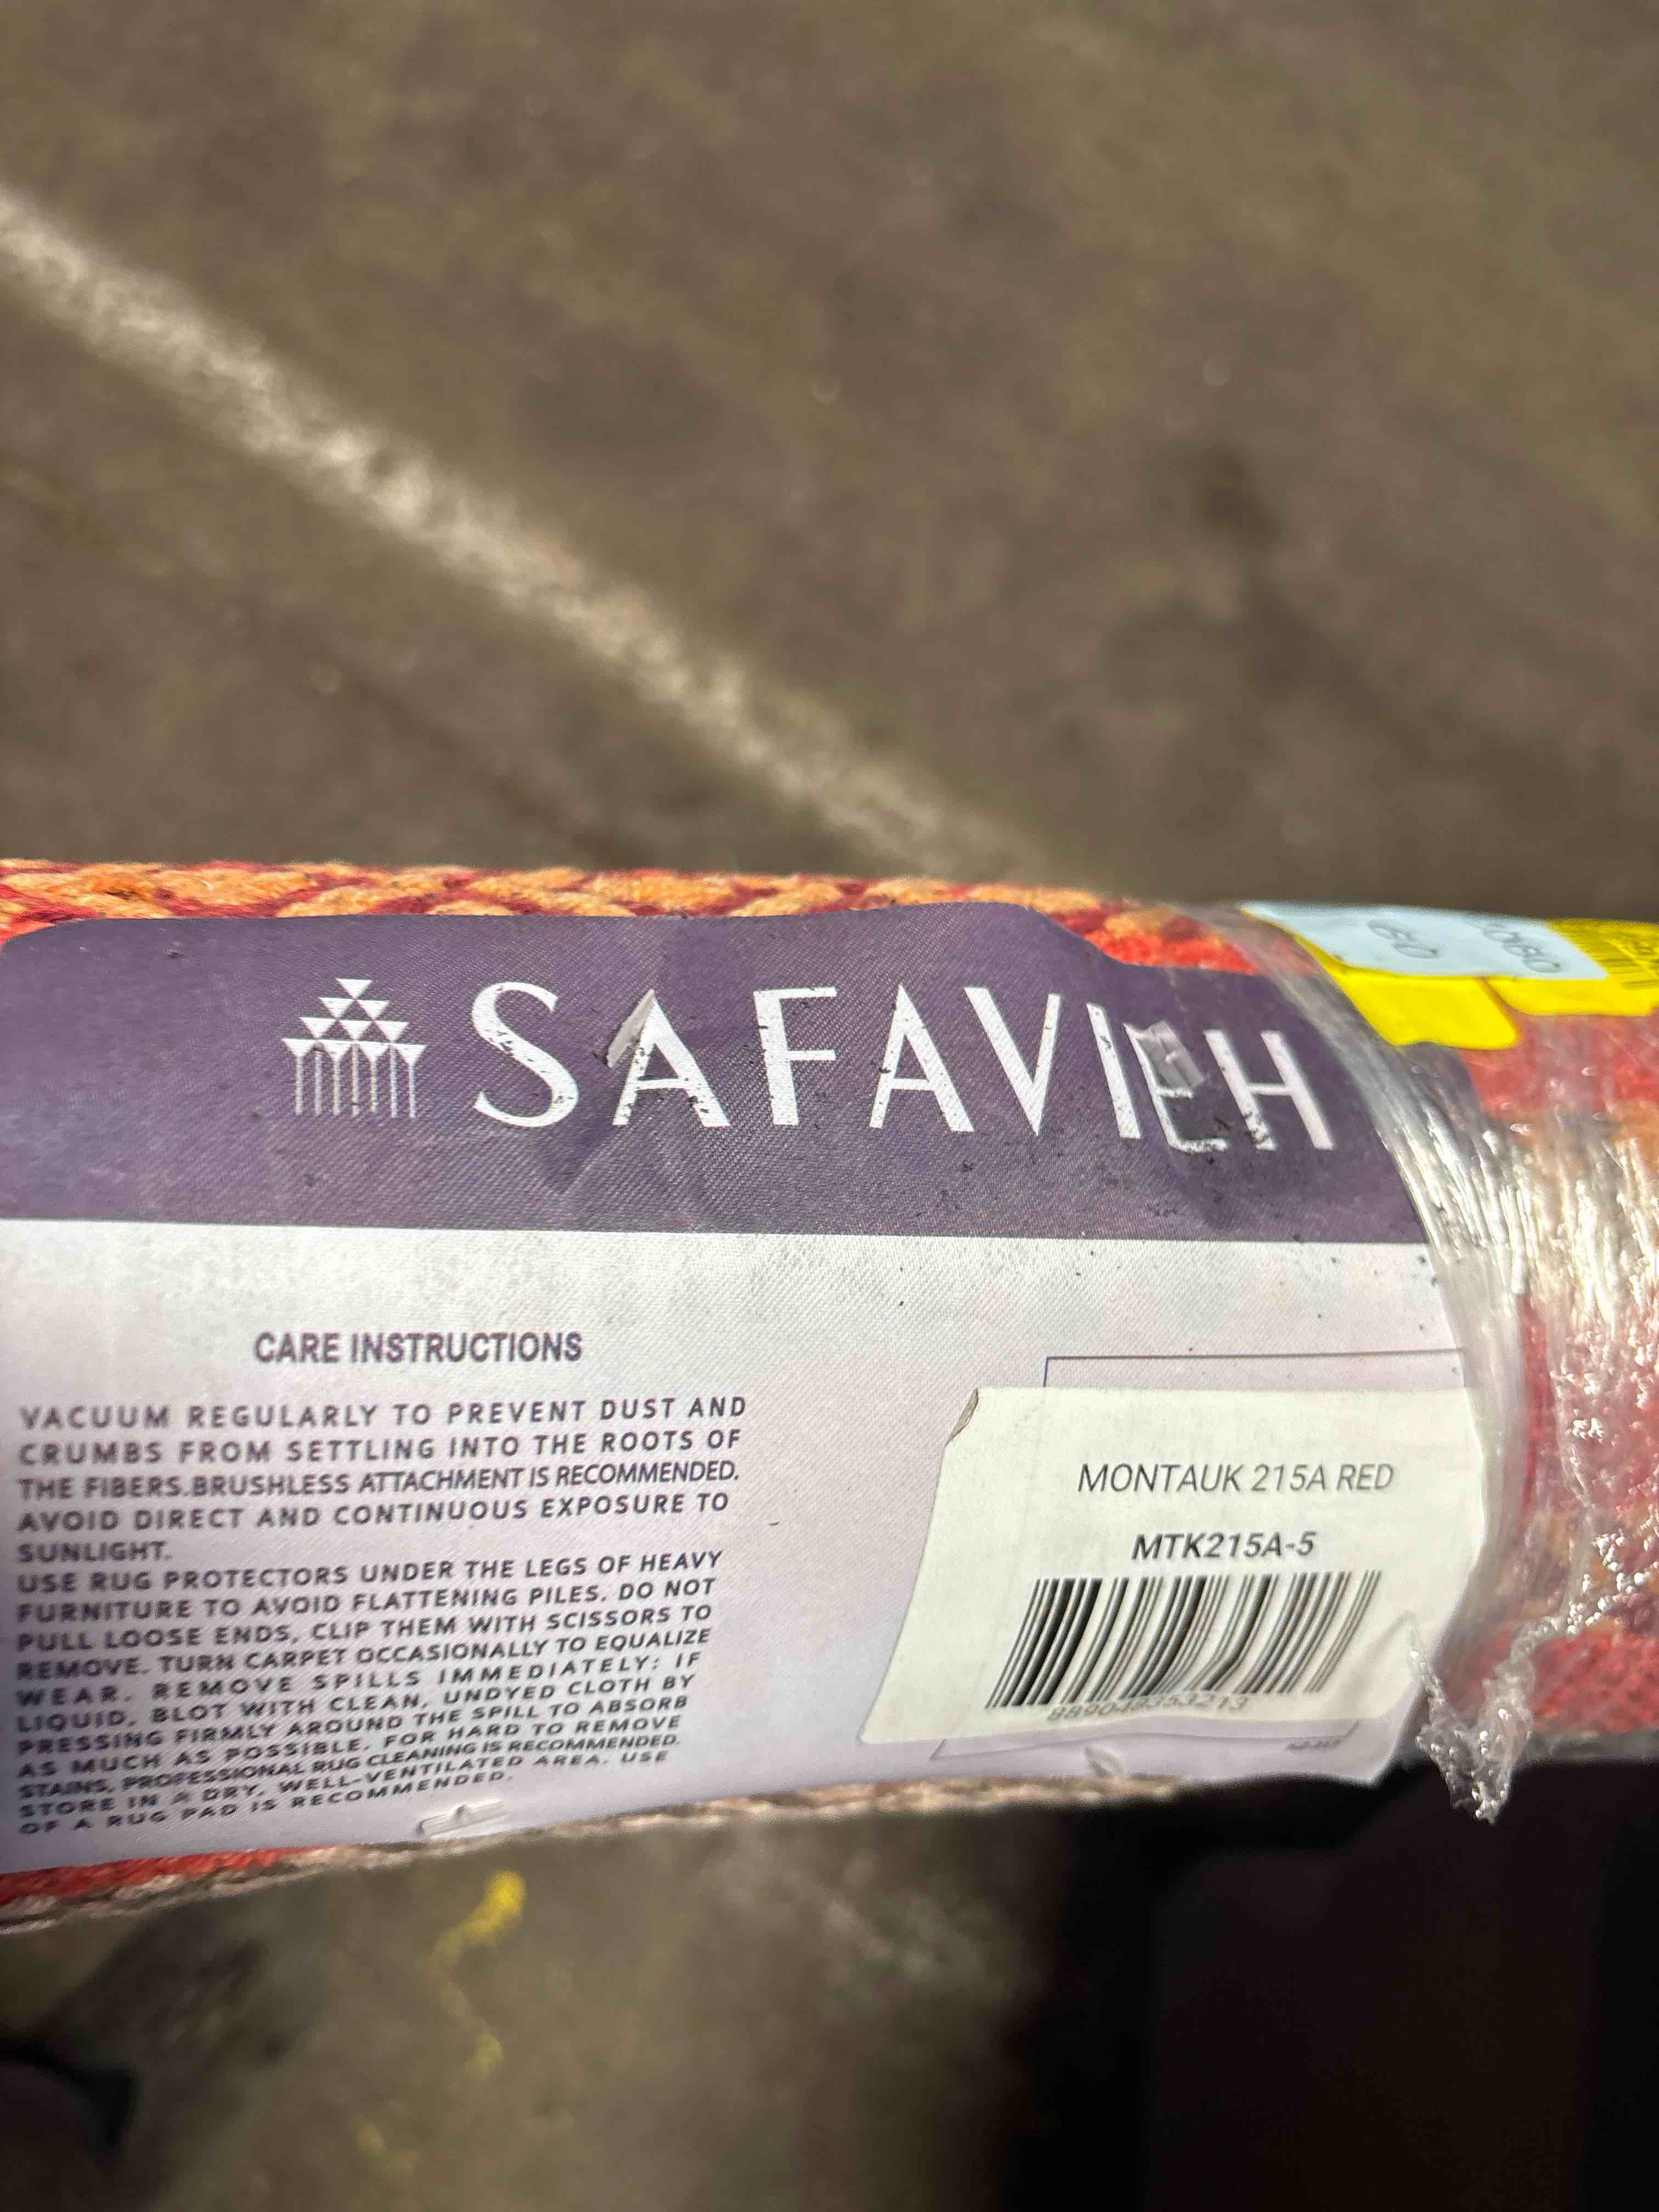 SAFAVIEH
CARE INSTRUCTIONS
VACUUM REGULARLY TO PREVENT DUST AND
CRUMBS FROM SETTLING INTO THE ROOTS OF
THE FIBERS.BRUSHLESS ATTACHMENT IS RECOMMENDED.
AVOID DIRECT AND CONTINUOUS EXPOSURE TO
SUNLIGHT.
USE RUG PROTECTORS UNDER THE LEGS OF HEAVY
FURNITURE TO AVOID FLATTENING PILES. DO NOT
PULL LOOSE ENDS, CLIP THEM WITH SCISSORS TO
REMOVE. TURN CARPET OCCASIONALLY TO EQUALIZE
WEAR. REMOVE SPILLS IMMEDIATELY; IF
LIQUID, BLOT WITH CLEAN, UNDYED CLOTH BY
PRESSING FIRMLY AROUND THE SPILL TO ABSORB
AS MUCH AS POSSIBLE. FOR HARD TO REMOVE
STAINS, PROFESSIONAL RUG CLEANING IS RECOMMENDED.
STORE IN A DRY, WELL-VENTILATED AREA. USE
OF A RUG PAD IS RECOMMENDED.
MONTAUK 215A RED
MTK215A-5